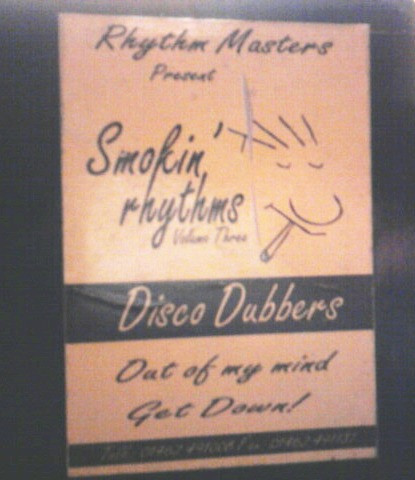 Rhythm Masters
Present
Smokin'
rhythms
Volume Three
Disco Dubbers
Out of my mind
Get Down!